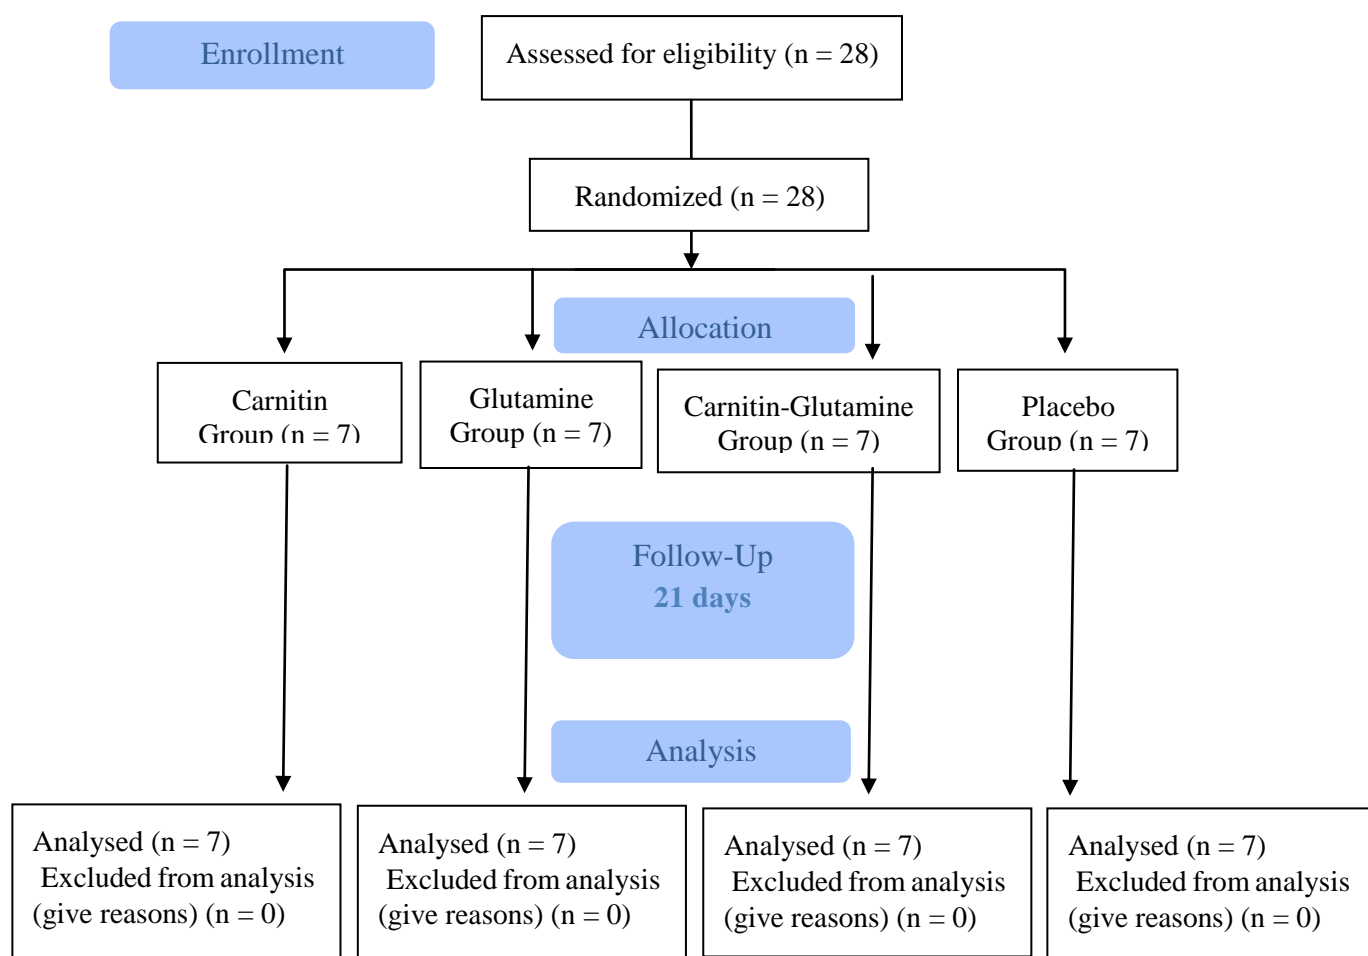 Enrollment
Assessed for eligibility (n = 28)
Randomized (n = 28)
Allocation
Carnitin
Group (n = 7)
Glutamine
Group (n = 7)
Carnitin-Glutamine
Group (n = 7)
Placebo
Group (n = 7)
Follow-Up
21 days
Analysis
Analysed (n = 7)
Excluded from analysis
(give reasons) (n = 0)
Analysed (n = 7)
Excluded from analysis
(give reasons) (n = 0)
Analysed (n = 7)
Excluded from analysis
(give reasons) (n = 0)
Analysed (n = 7)
Excluded from analysis
(give reasons) (n = 0)